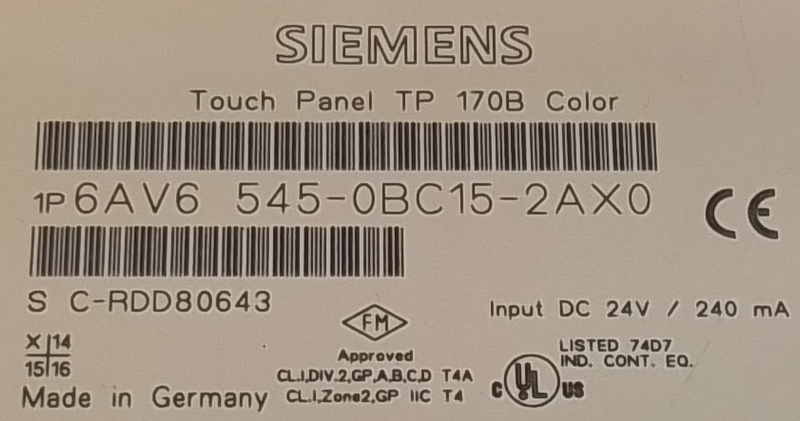 SIEMENS
Touch Panel TP 170B Color
1P 6AV6 545-0BC15-2AX0
CE
S C-RDD80643
Input DC 24V / 240 mA
FM
Approved
CL.I,DIV.2,GP,A,B,C,D T4A
CL.I,Zone2,GP IIC T4
X 14
15 16
Made in Germany
LISTED 74D7
IND. CONT. EQ.
C UL US